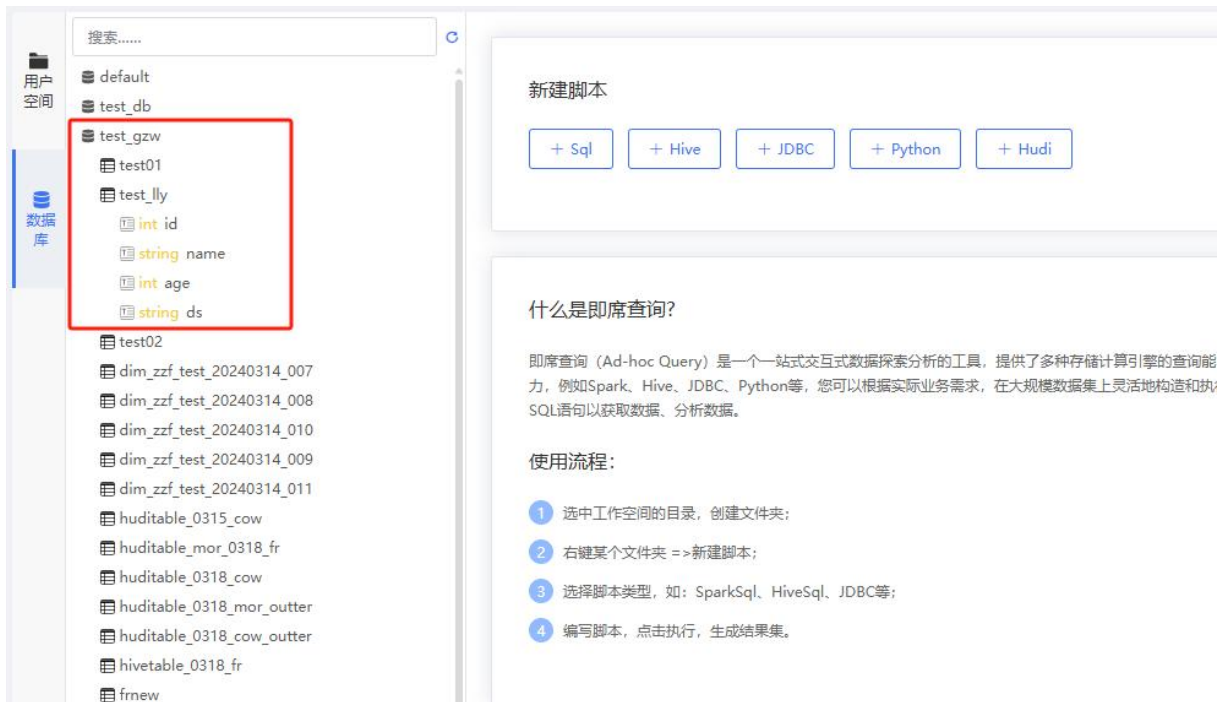 用户
空间
数据
库
搜索......
default
test_db
test_gzw
test01
test_lly
int id
string name
int age
string ds
test02
dim_zzf_test_20240314_007
dim_zzf_test_20240314_008
dim_zzf_test_20240314_010
dim_zzf_test_20240314_009
dim_zzf_test_20240314_011
huditable_0315_cow
huditable_mor_0318_fr
huditable_0318_cow
huditable_0318_mor_outter
huditable_0318_cow_outter
hivetable_0318_fr
frnew
新建脚本
+ Sql
+ Hive
+ JDBC
+ Python
+ Hudi
什么是即席查询?
即席查询（Ad-hoc Query）是一个一站式交互式数据探索分析的工具，提供了多种存储计算引擎的查询能
力，例如Spark、Hive、JDBC、Python等，您可以根据实际业务需求，在大规模数据集上灵活地构造和执
SQL语句以获取数据、分析数据。
使用流程：
1 选中工作空间的目录，创建文件夹;
2 右键某个文件夹 =>新建脚本;
3 选择脚本类型，如：SparkSql、HiveSql、JDBC等;
4 编写脚本，点击执行，生成结果集。